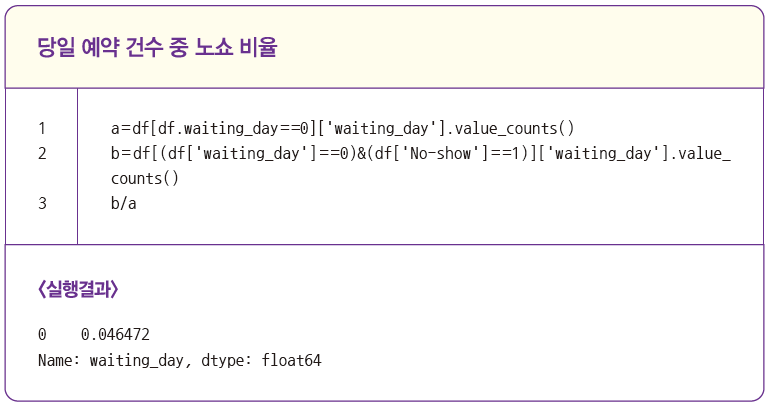 당일 예약 건수 중 노쇼 비율
1 a=df[df.waiting_day==0]['waiting_day'].value_counts()
2 b=df[(df['waiting_day']==0)&(df['No-show']==1)]['waiting_day'].value_
counts()
3 b/a
<실행결과>
0 0.046472
Name: waiting_day, dtype: float64